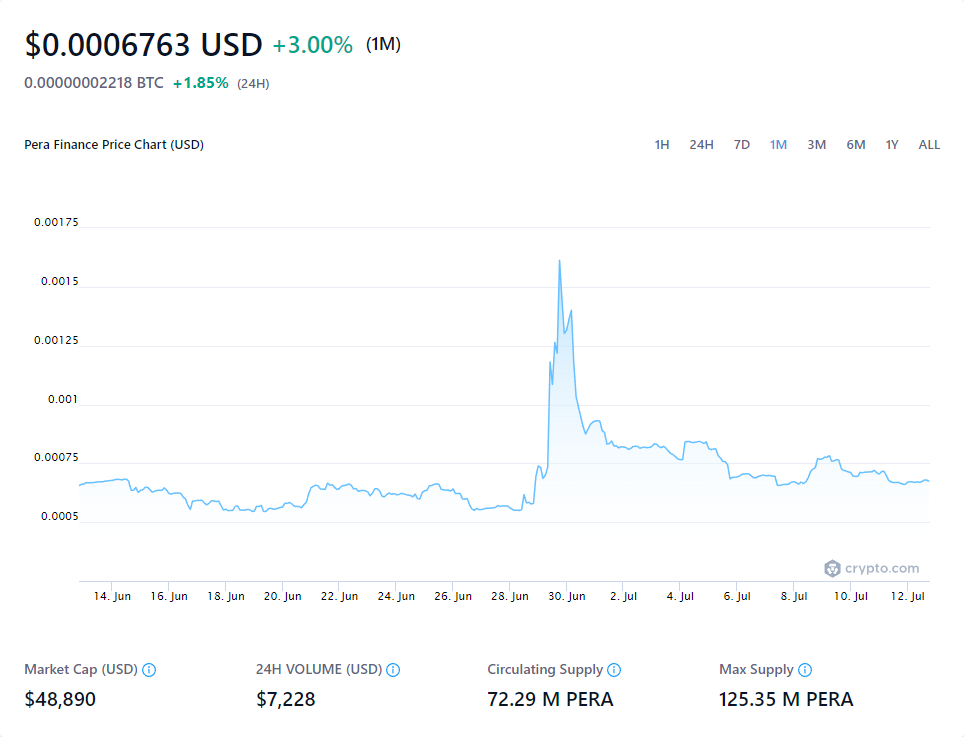 $0.0006763 USD +3.00% (1M)
0.00000002218 BTC +1.85% (24H)
Pera Finance Price Chart (USD) 1H 24H 7D 1M 3M 6M 1Y ALL
0.00175
0.0015
0.00125
0.001
0.00075
0.0005
crypto.com
14. Jun 16. Jun 18. Jun 20. Jun 22. Jun 24. Jun 26. Jun 28. Jun 30. Jun 2. Jul 4. Jul 6. Jul 8. Jul 10. Jul 12. Jul
Market Cap (USD) 24H VOLUME (USD) Circulating Supply Max Supply
$48,890 $7,228 72.29 M PERA 125.35 M PERA